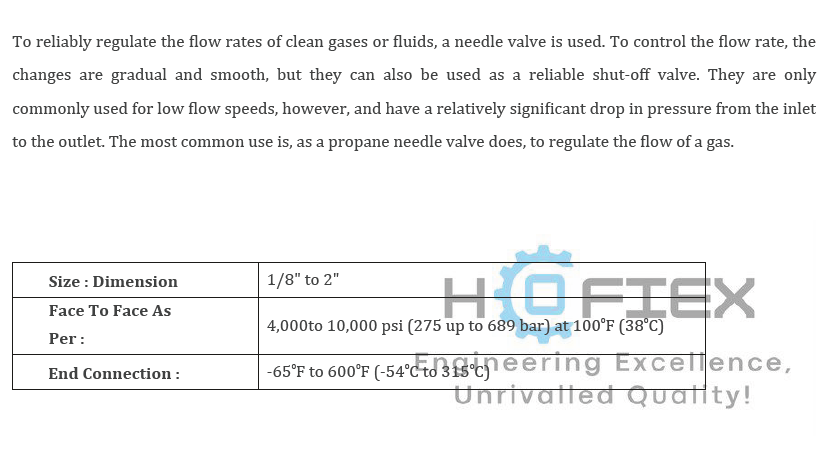 To reliably regulate the flow rates of clean gases or fluids, a needle valve is used. To control the flow rate, the
changes are gradual and smooth, but they can also be used as a reliable shut-off valve. They are only
commonly used for low flow speeds, however, and have a relatively significant drop in pressure from the inlet
to the outlet. The most common use is, as a propane needle valve does, to regulate the flow of a gas.
Size : Dimension 1/8" to 2"
Face To Face As
Per :
4,000to 10,000 psi (275 up to 689 bar) at 100°F (38°C)
End Connection : -65°F to 600°F (-54°C to 315°C)
HOFIEX
Engineering Excellence,
Unrivalled Quality!